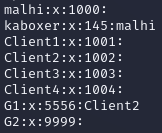 malhi:x:1000:
kaboxer:x:145:malhi
Client1:x:1001:
Client2:x:1002:
Client3:x:1003:
Client4:x:1004:
G1:x:5556:Client2
G2:x:9999: